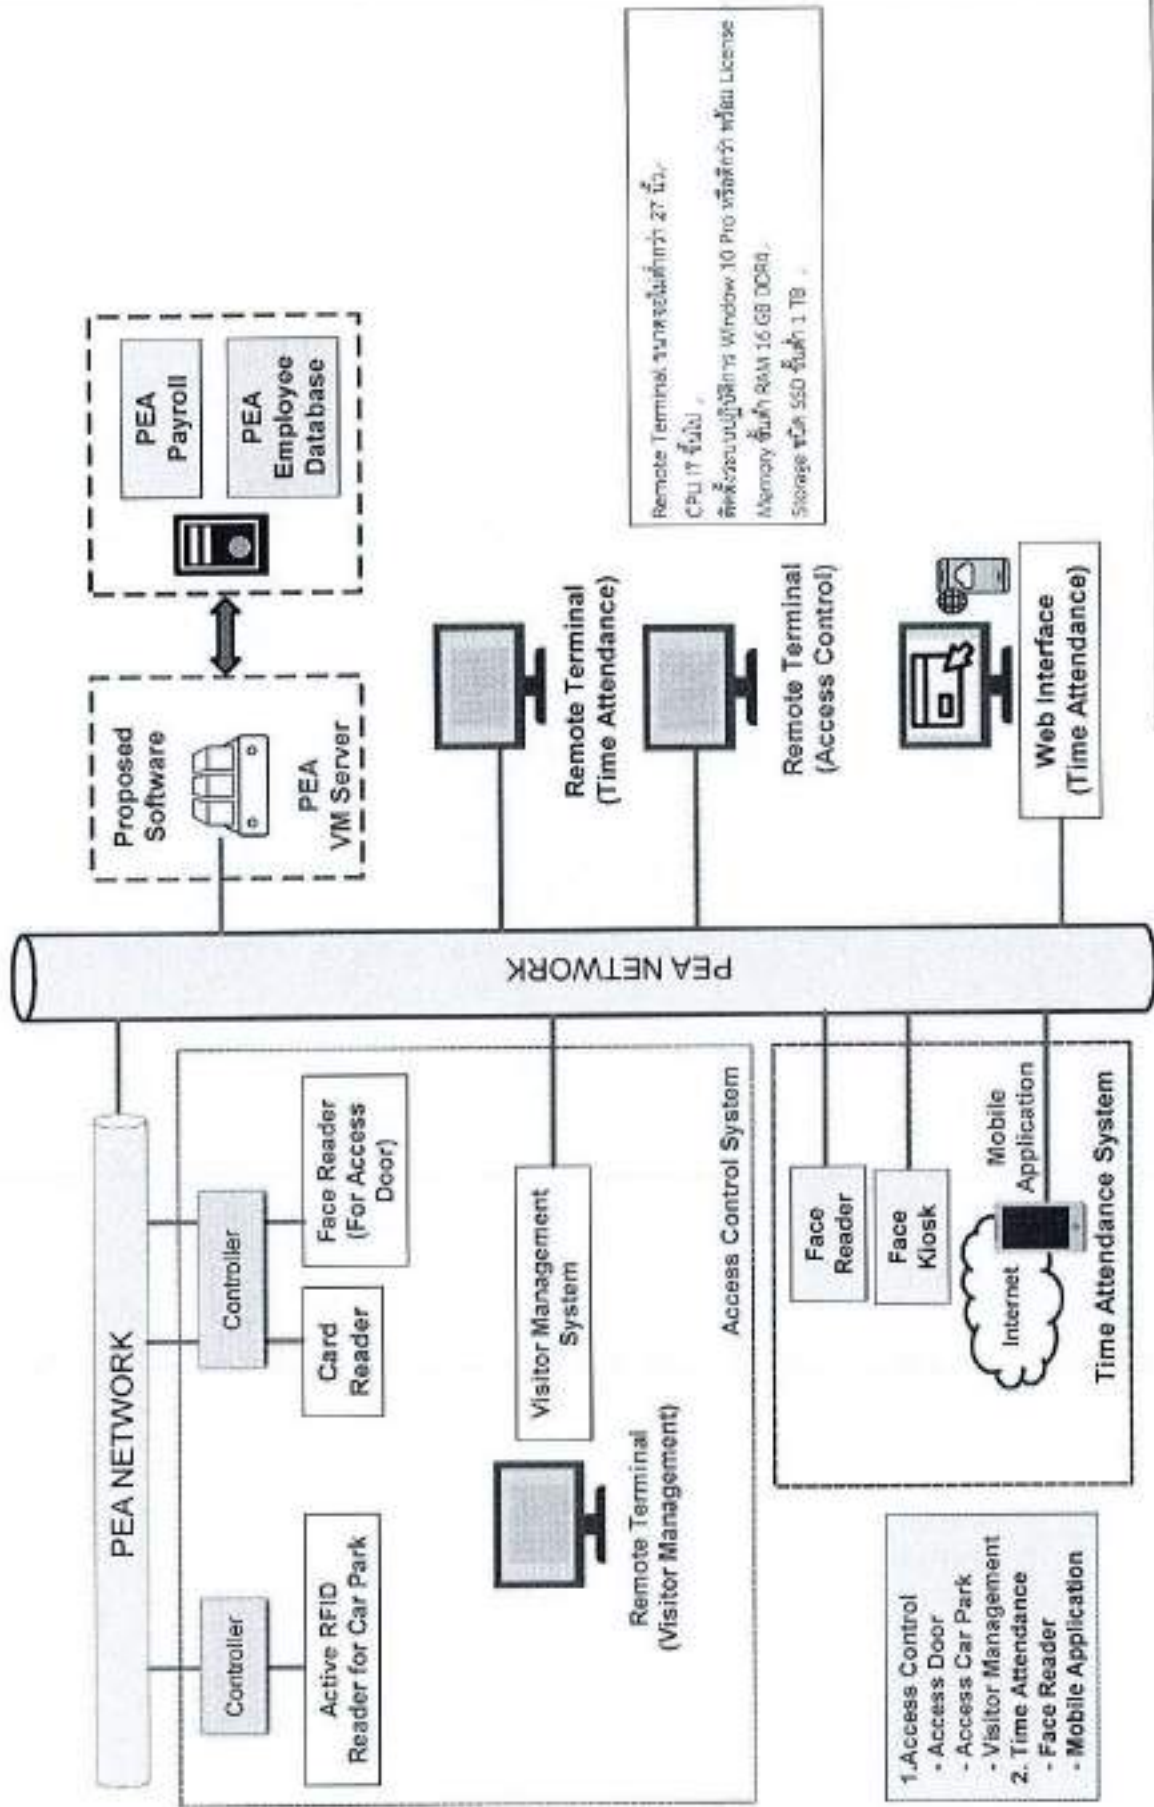 PEA NETWORK
Controller
Active RFID
Reader for Car Park
Controller
Card
Reader
Face Reader
(For Access
Door)
Remote Terminal
(Visitor Management)
Visitor Management
System
Access Control System
1.Access Control
- Access Door
- Access Car Park
- Visitor Management
2. Time Attendance
- Face Reader
- Mobile Application
Face
Reader
Face
Kiosk
Internet
Mobile
Application
Time Attendance System
PEA NETWORK
Proposed
Software
PEA
VM Server
PEA
Payroll
PEA
Employee
Database
Remote Terminal
(Time Attendance)
Remote Terminal
(Access Control)
Web Interface
(Time Attendance)
Remote Terminal ขนาดจอไม่ต่ำกว่า 27 นิ้ว
CPU I7 ขึ้นไป
ติดตั้งระบบปฏิบัติการ Window 10 Pro หรือดีกว่า พร้อม License
Memory ขั้นต่ำ RAM 16 GB DDR4
Storage ชนิด SSD ขั้นต่ำ 1 TB